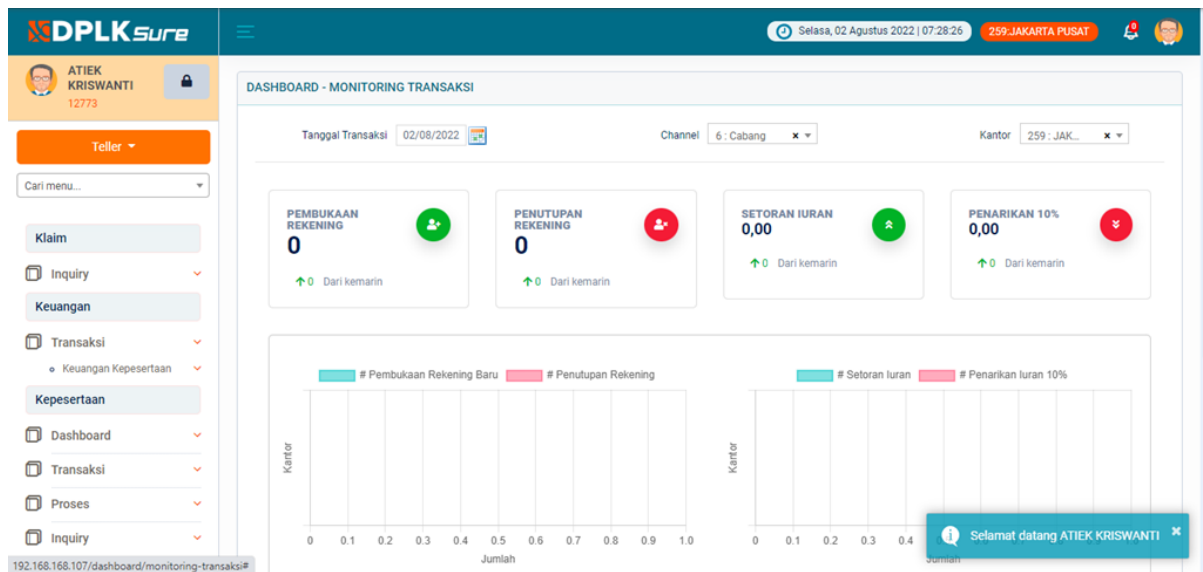 DPLKSure
Selasa, 02 Agustus 2022 | 07:28:26
259:JAKARTA PUSAT
ATIEK
KRISWANTI
12773
Teller
Cari menu...
Klaim
Inquiry
Keuangan
Transaksi
Keuangan Kepesertaan
Kepesertaan
Dashboard
Transaksi
Proses
Inquiry
192.168.168.107/dashboard/monitoring-transaksi#
DASHBOARD - MONITORING TRANSAKSI
Tanggal Transaksi 02/08/2022
Channel 6 : Cabang x
Kantor 259 : JAK... x
PEMBUKAAN
REKENING
0
0 Dari kemarin
PENUTUPAN
REKENING
0
0 Dari kemarin
SETORAN IURAN
0,00
0 Dari kemarin
PENARIKAN 10%
0,00
0 Dari kemarin
# Pembukaan Rekening Baru # Penutupan Rekening
Kantor
0 0.1 0.2 0.3 0.4 0.5 0.6 0.7 0.8 0.9 1.0
Jumlah
# Setoran Iuran # Penarikan Iuran 10%
Kantor
0 0.1 0.2 0.3 0.4
Jumlah
Selamat datang ATIEK KRISWANTI ×